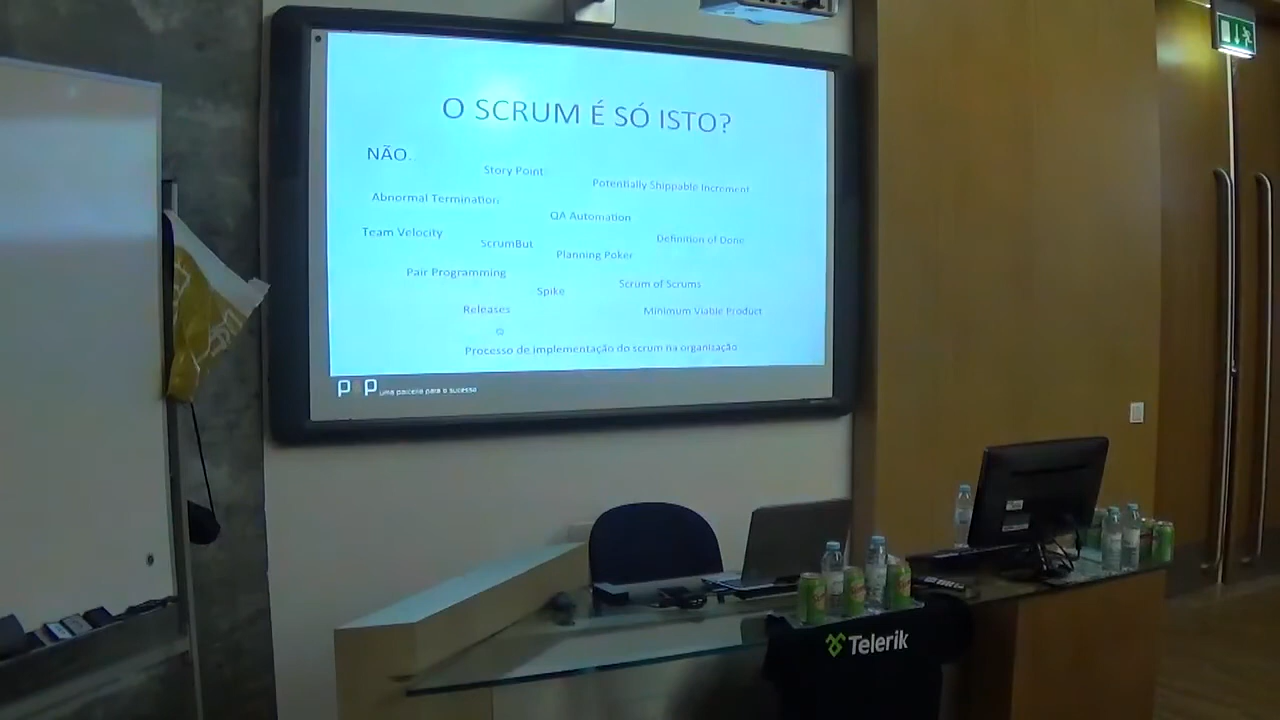 O SCRUM É SÓ ISTO?
NÃO.
Story Point
Potentially Shippable Increment
Abnormal Termination
QA Automation
Team Velocity
ScrumBut
Definition of Done
Planning Poker
Pair Programming
Scrum of Scrums
Spike
Releases
Minimum Viable Product
Processo de implementação do scrum na organização
uma parceria para o sucesso
Telerik